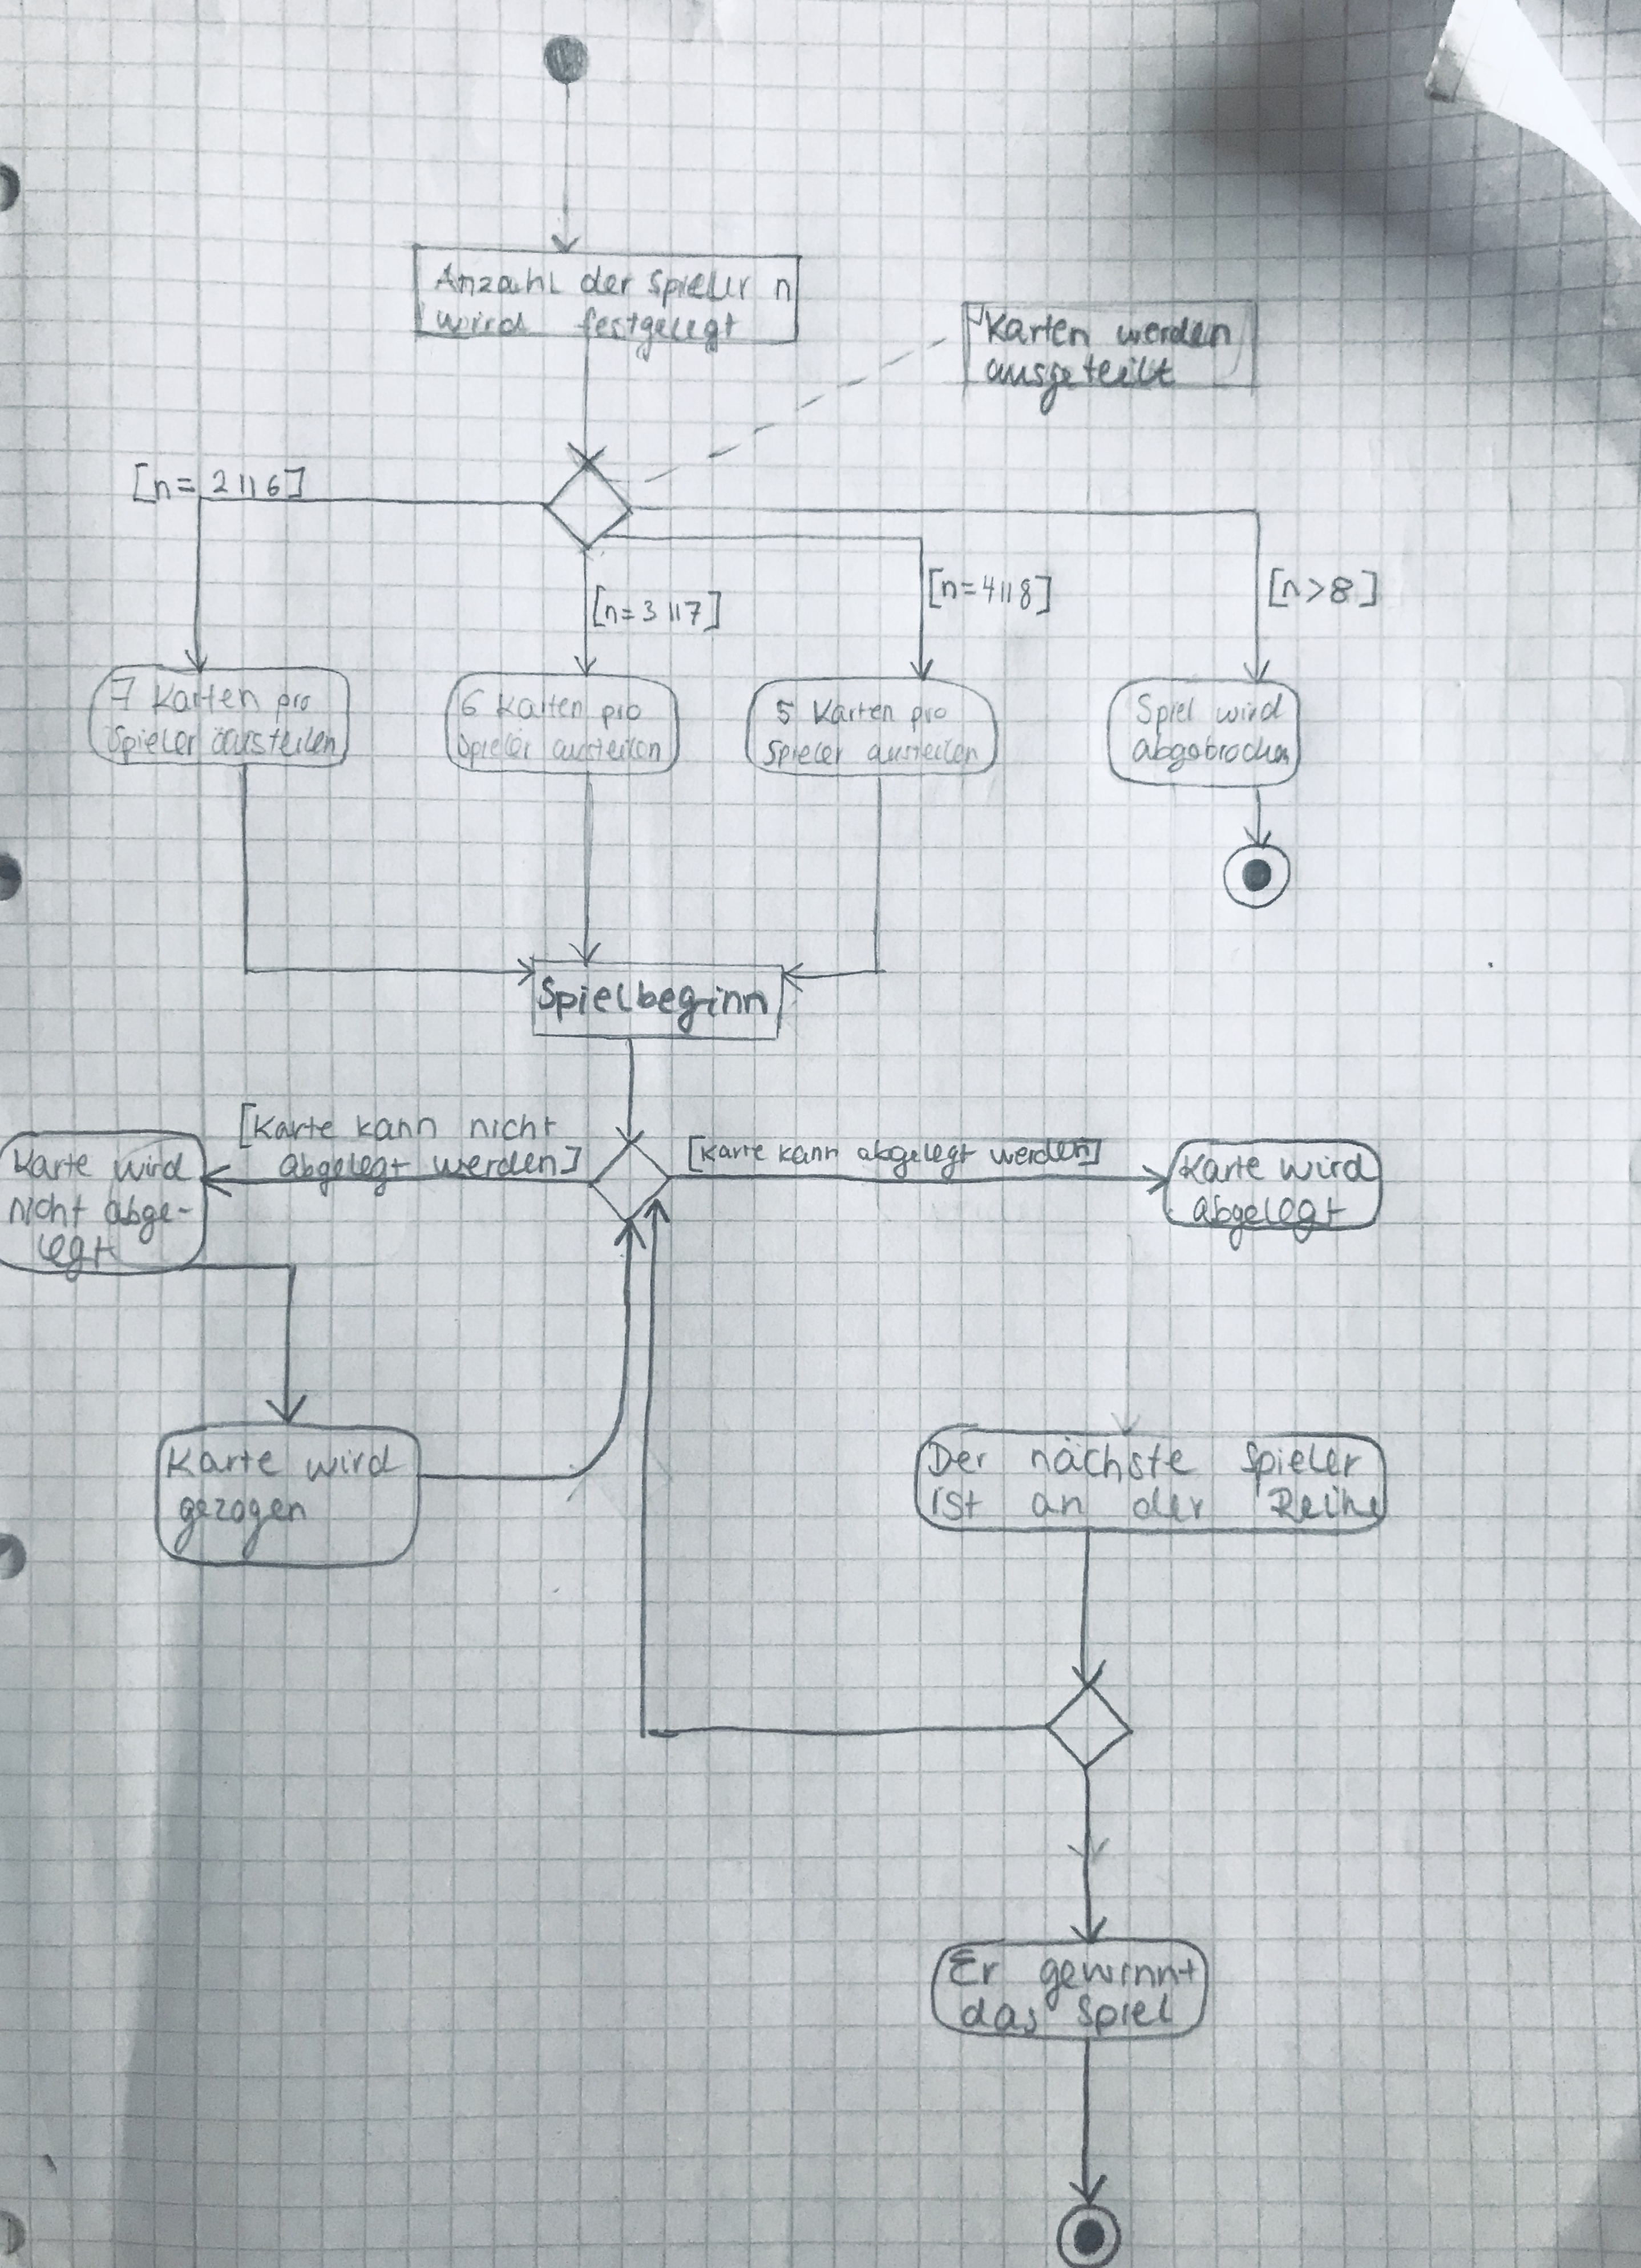 Anzahl der Spieler n
wird festgelegt
Karten werden
ausgeteilt
[n= 2 || 6]
[n= 3 || 7]
[n=4 || 8]
[n > 8 ]
7 Karten pro
Spieler austeilen
6 Karten pro
Spieler austeilen
5 Karten pro
Spieler austeilen
Spiel wird
abgebrochen
Spielbeginn
[Karte kann nicht
abgelegt werden]
[Karte kann abgelegt werden]
Karte wird
nicht abge-
legt
Karte wird
abgelegt
Karte wird
gezogen
Der nächste Spieler
ist an der Reihe
Er gewinnt
das Spiel